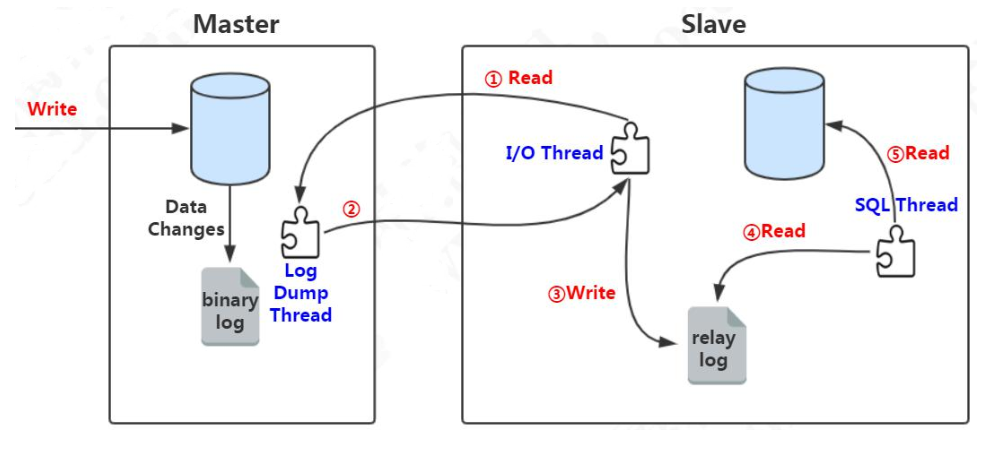 Master
Slave
Write
① Read
I/O Thread
⑤Read
Data
Changes
②
SQL Thread
④Read
Log
Dump
Thread
binary
log
③Write
relay
log